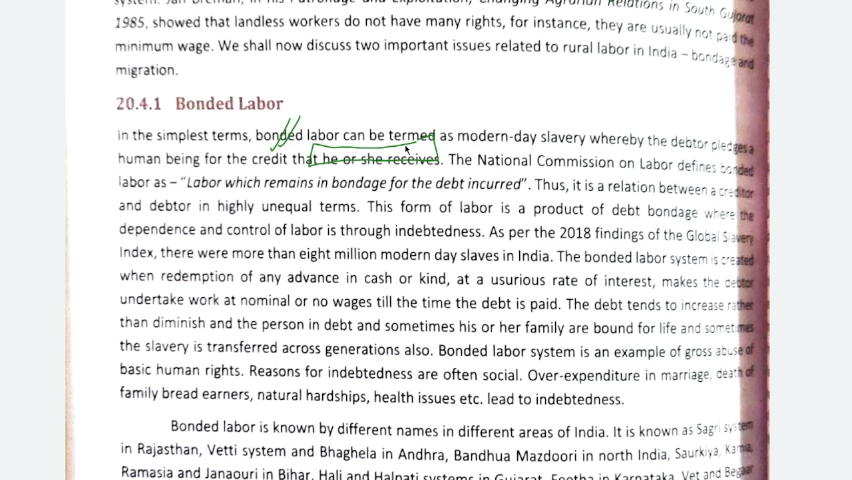 system. Jan Breman, in his Patronage and Exploitation, Changing Agrarian Relations in South Gujarat
1985, showed that landless workers do not have many rights, for instance, they are usually not paid the
minimum wage. We shall now discuss two important issues related to rural labor in India – bondage and
migration.
20.4.1 Bonded Labor
In the simplest terms, bonded labor can be termed as modern-day slavery whereby the debtor pledges a
human being for the credit that he or she receives. The National Commission on Labor defines bonded
labor as – "Labor which remains in bondage for the debt incurred". Thus, it is a relation between a creditor
and debtor in highly unequal terms. This form of labor is a product of debt bondage where the
dependence and control of labor is through indebtedness. As per the 2018 findings of the Global Slavery
Index, there were more than eight million modern day slaves in India. The bonded labor system is created
when redemption of any advance in cash or kind, at a usurious rate of interest, makes the debtor
undertake work at nominal or no wages till the time the debt is paid. The debt tends to increase rather
than diminish and the person in debt and sometimes his or her family are bound for life and sometimes
the slavery is transferred across generations also. Bonded labor system is an example of gross abuse of
basic human rights. Reasons for indebtedness are often social. Over-expenditure in marriage, death of
family bread earners, natural hardships, health issues etc. lead to indebtedness.
Bonded labor is known by different names in different areas of India. It is known as Sagri system
in Rajasthan, Vetti system and Bhaghela in Andhra, Bandhua Mazdoori in north India, Saurkiya, Kamia,
Ramasia and Janaouri in Bihar, Hali and Halpati systems in Gujarat, Feetha in Karnataka, Vet and Begaar